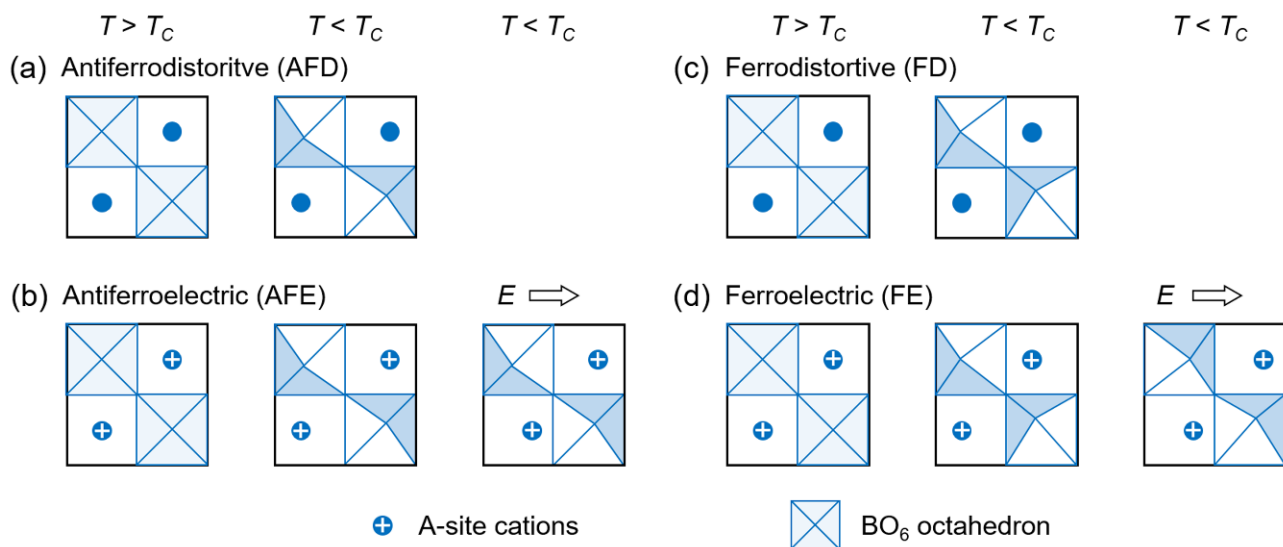 T > T_C T < T_C T < T_C T > T_C T < T_C T < T_C
(a) Antiferrodistoritve (AFD)
(c) Ferrodistortive (FD)
(b) Antiferroelectric (AFE) E
(d) Ferroelectric (FE) E
A-site cations
BO₆ octahedron